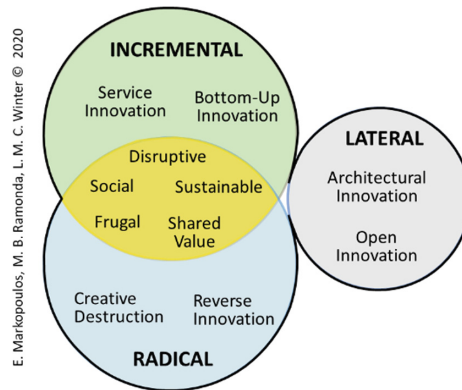 E. Markopoulos, M. B. Ramonda, L. M. C. Winter © 2020
INCREMENTAL
Service
Innovation
Bottom-Up
Innovation
Disruptive
Social
Sustainable
Frugal
Shared
Value
Creative
Destruction
Reverse
Innovation
RADICAL
LATERAL
Architectural
Innovation
Open
Innovation